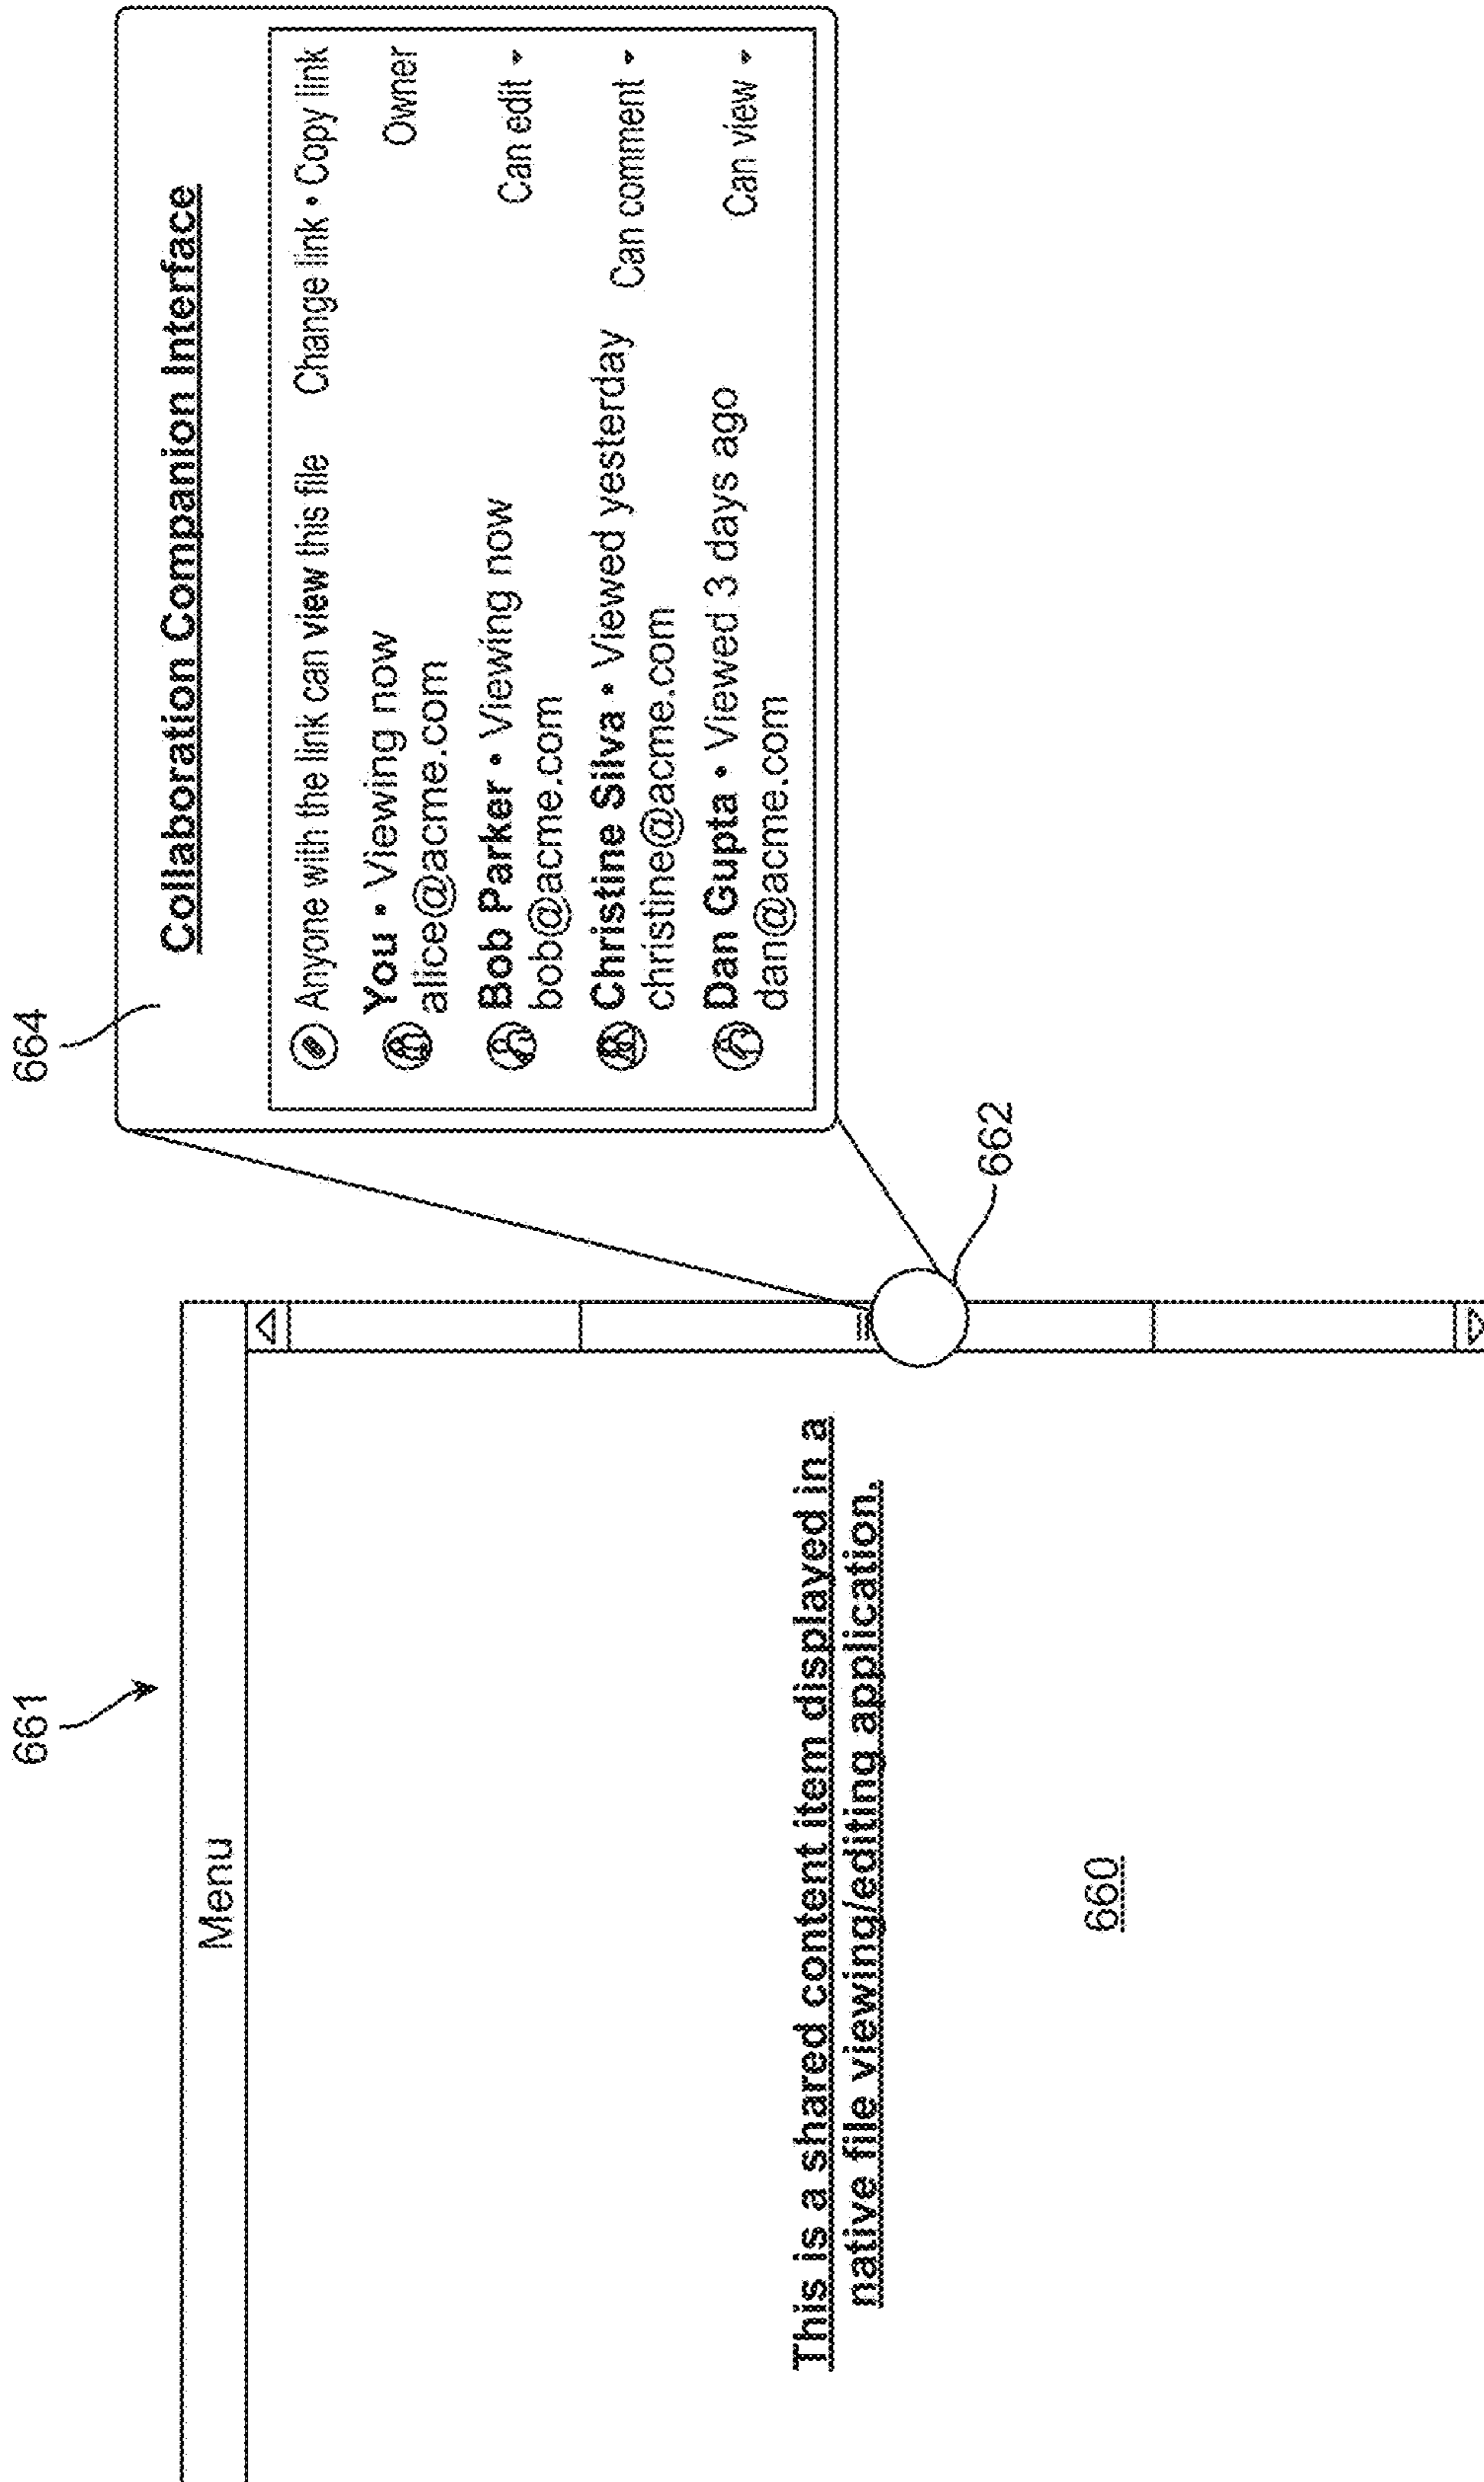 661
Menu
This is a shared content item displayed in a
native file viewing/editing application.
660
662
664
Collaboration Companion Interface
Anyone with the link can view this file Change link • Copy link
You • Viewing now Owner
alice@acme.com
Bob Parker • Viewing now Can edit
bob@acme.com
Christine Silva • Viewed yesterday Can comment
christine@acme.com
Dan Gupta • Viewed 3 days ago Can view
dan@acme.com